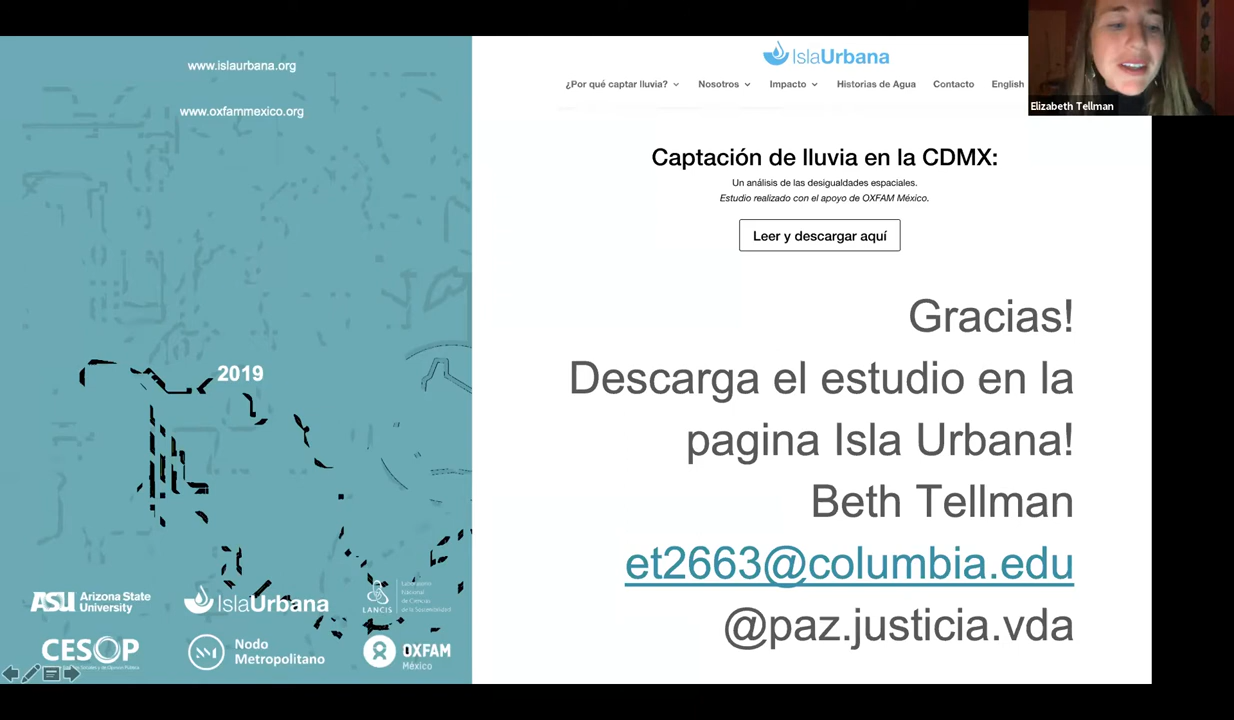 www.islaurbana.org
www.oxfammexico.org
2019
ASU Arizona State University
IslaUrbana
LANCIS
CESOP
Nodo Metropolitano
OXFAM México
IslaUrbana
¿Por qué captar lluvia?
Nosotros
Impacto
Historias de Agua
Contacto
English
Elizabeth Tellman
Captación de lluvia en la CDMX:
Un análisis de las desigualdades espaciales.
Estudio realizado con el apoyo de OXFAM México.
Leer y descargar aquí
Gracias!
Descarga el estudio en la
pagina Isla Urbana!
Beth Tellman
et2663@columbia.edu
@paz.justicia.vda